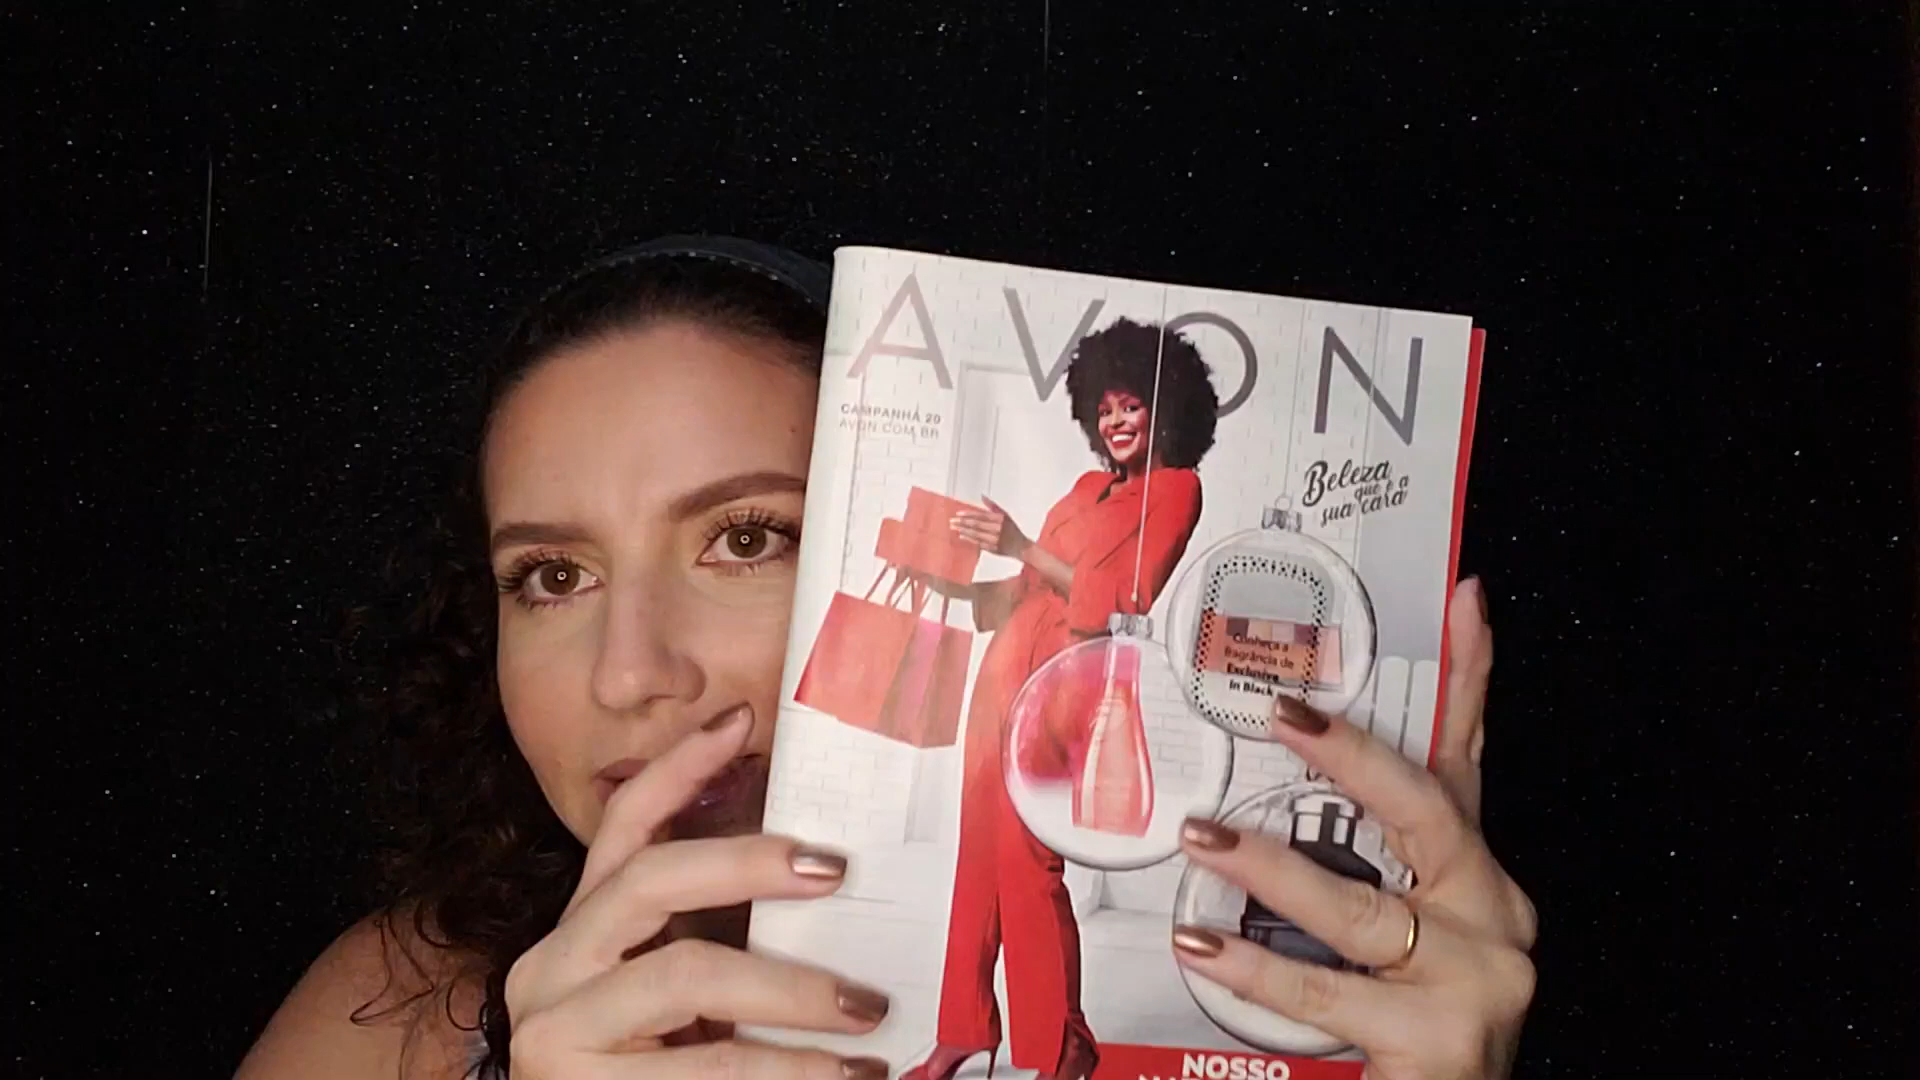 AVON
CAMPANHA 20
AVON.COM.BR
Beleza
que é a
sua cara
Conheça a
fragrância de
Exclusive
In Black
NOSSO